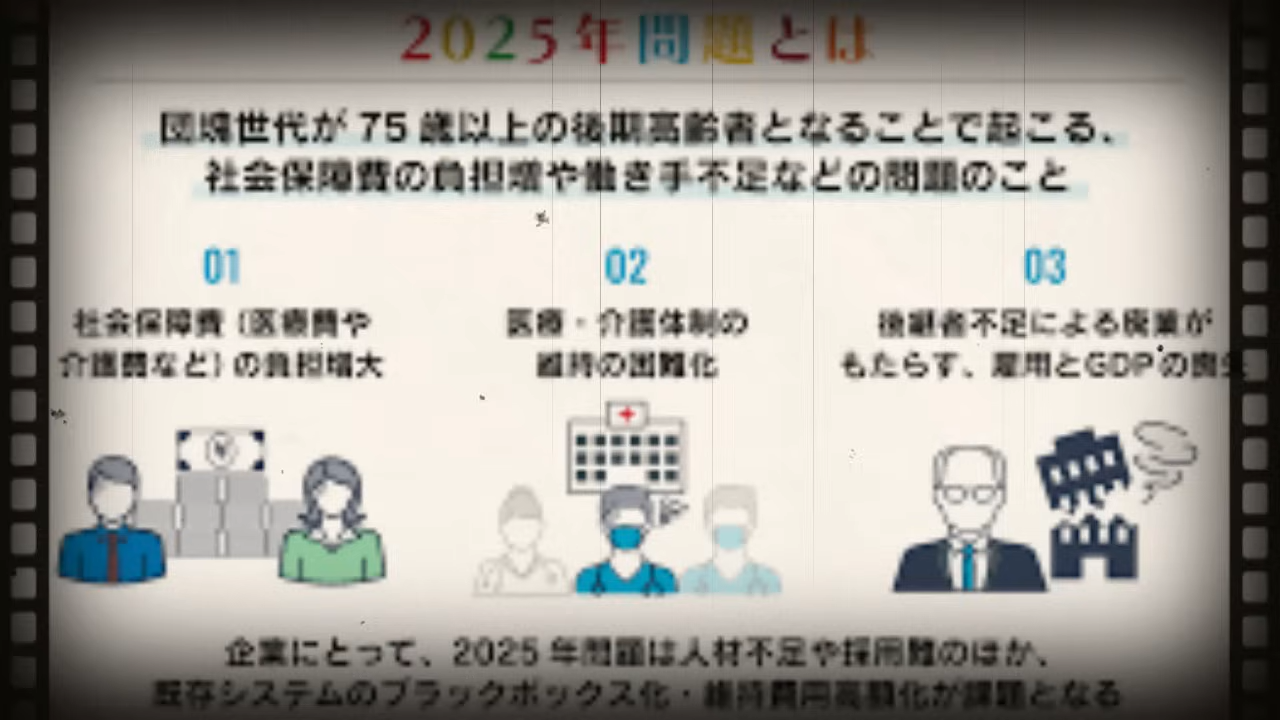 2025年問題とは
団塊世代が 75 歳以上の後期高齢者となることで起こる、
社会保障費の負担増や働き手不足などの問題のこと
01
社会保障費（医療費や
介護費など）の負担増大
02
医療・介護体制の
維持の困難化
03
後継者不足による廃業が
もたらす、雇用とGDPの喪失
¥
企業にとって、2025 年問題は人材不足や採用難のほか、
既存システムのブラックボックス化・維持費用高額化が課題となる